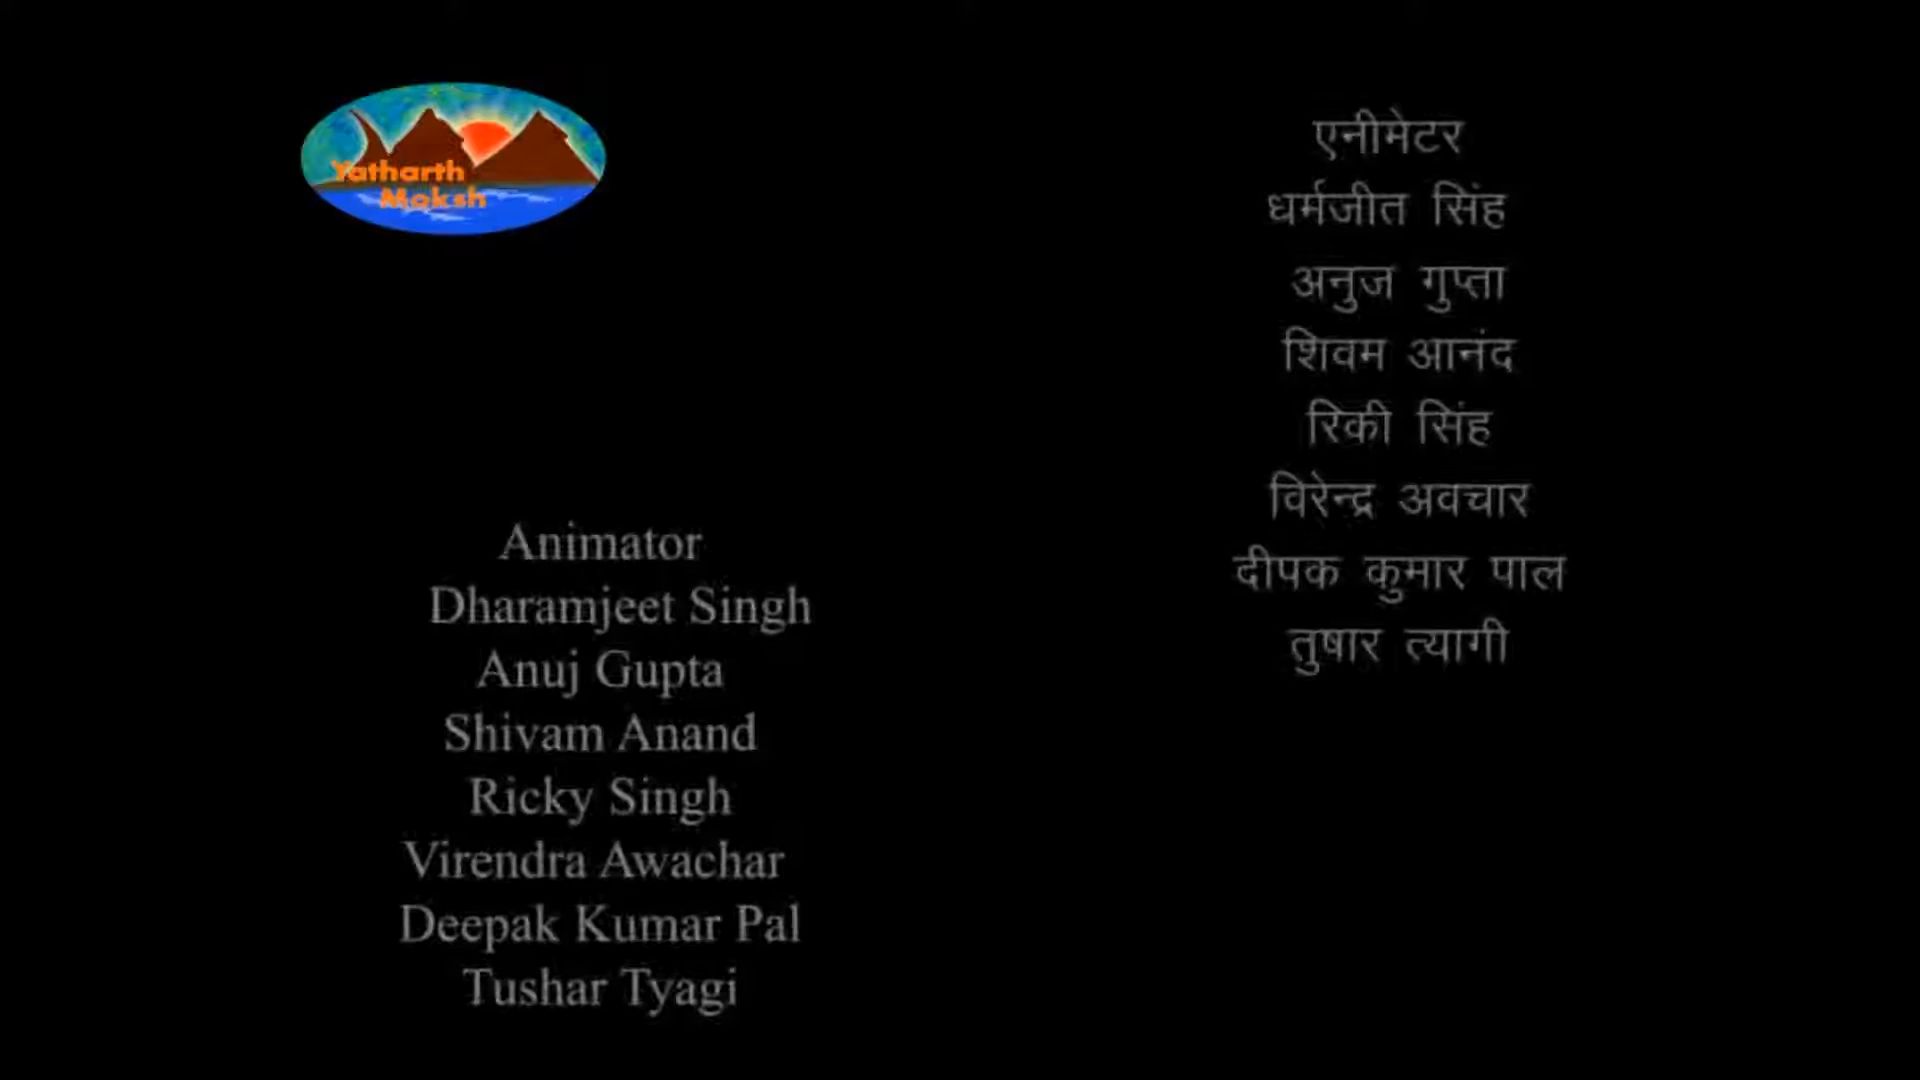 Yatharth
Moksh
Animator
Dharamjeet Singh
Anuj Gupta
Shivam Anand
Ricky Singh
Virendra Awachar
Deepak Kumar Pal
Tushar Tyagi
एनीमेटर
धर्मजीत सिंह
अनुज गुप्ता
शिवम आनंद
रिकी सिंह
विरेन्द्र अवचार
दीपक कुमार पाल
तुषार त्यागी